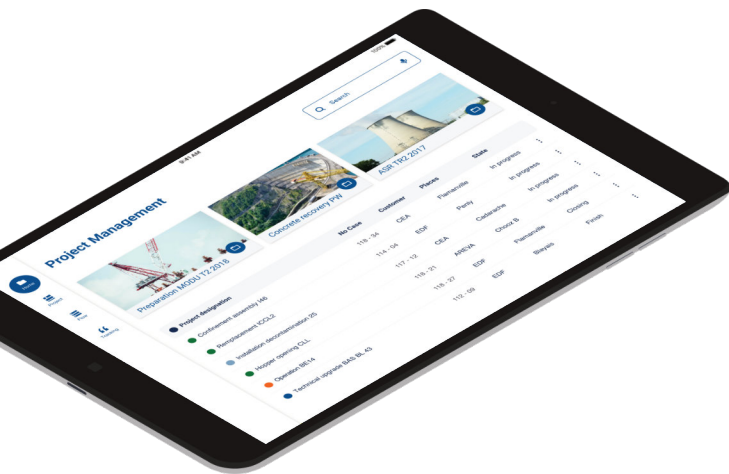 9:41 AM
100%
Project Management
Search
Home
Project
Tracking
Preparation MODU T2 2018
Concrete recovery PW
ASR TR2 2017
Project designation No Case Customer Places State
Confinement assembly I46 118 - 34 CEA Flamanville In progress
Remplacement ICCL2 114 - 04 EDF Penly In progress
Installation decontamination 25 117 - 12 CEA Cadarache In progress
Hopper opening CLL 118 - 21 AREVA Chooz B In progress
Operation BE14 118 - 27 EDF Flamanville Closing
Technical upgrade BAS BL 43 112 - 09 EDF Blayais Finish